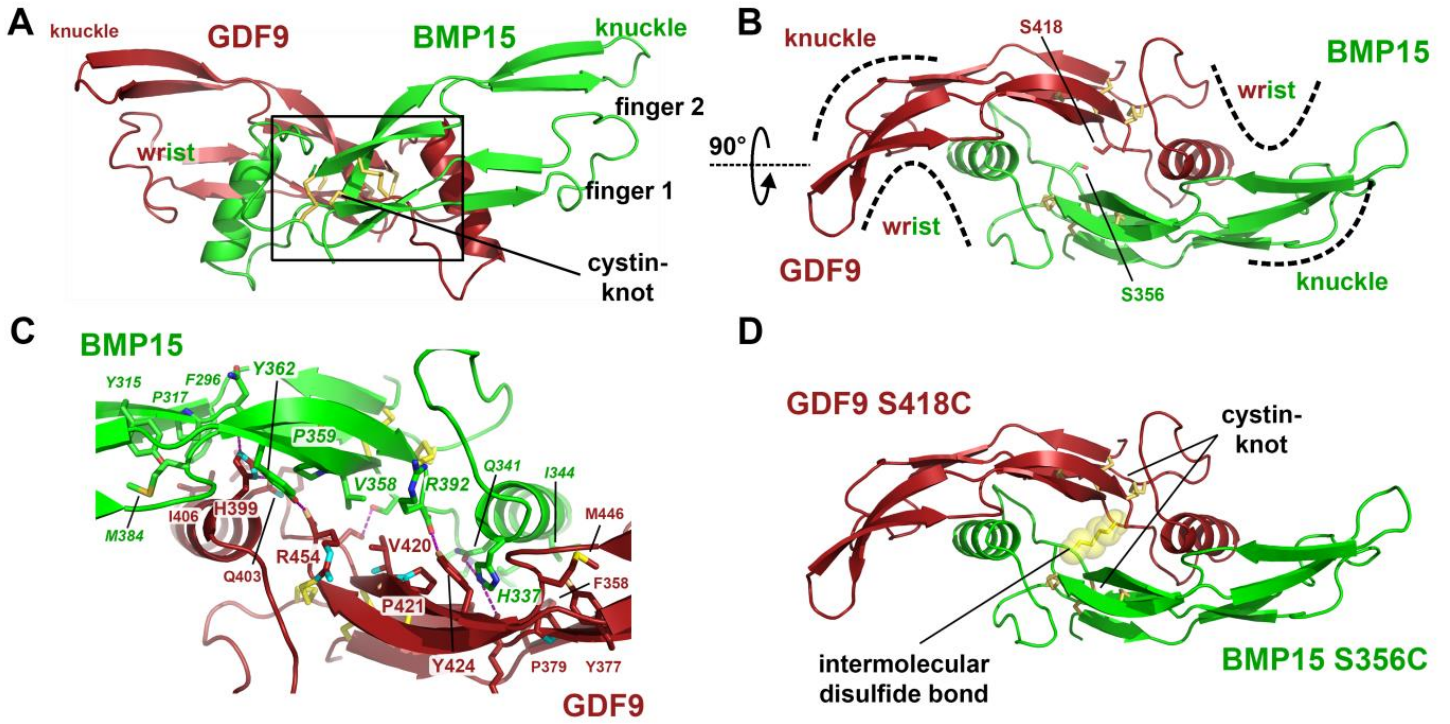 A
knuckle
GDF9
BMP15
knuckle
finger 2
wrist
finger 1
cystin-
knot
B
S418
knuckle
BMP15
wrist
90°
wrist
GDF9
S356
knuckle
C
BMP15
Y315
F296
Y362
P317
P359
Q341
V358
R392
I344
H399
M384
I406
M446
V420
R454
Q403
F358
P421
H337
Y424
P379
Y377
GDF9
D
GDF9 S418C
cystin-
knot
intermolecular
disulfide bond
BMP15 S356C